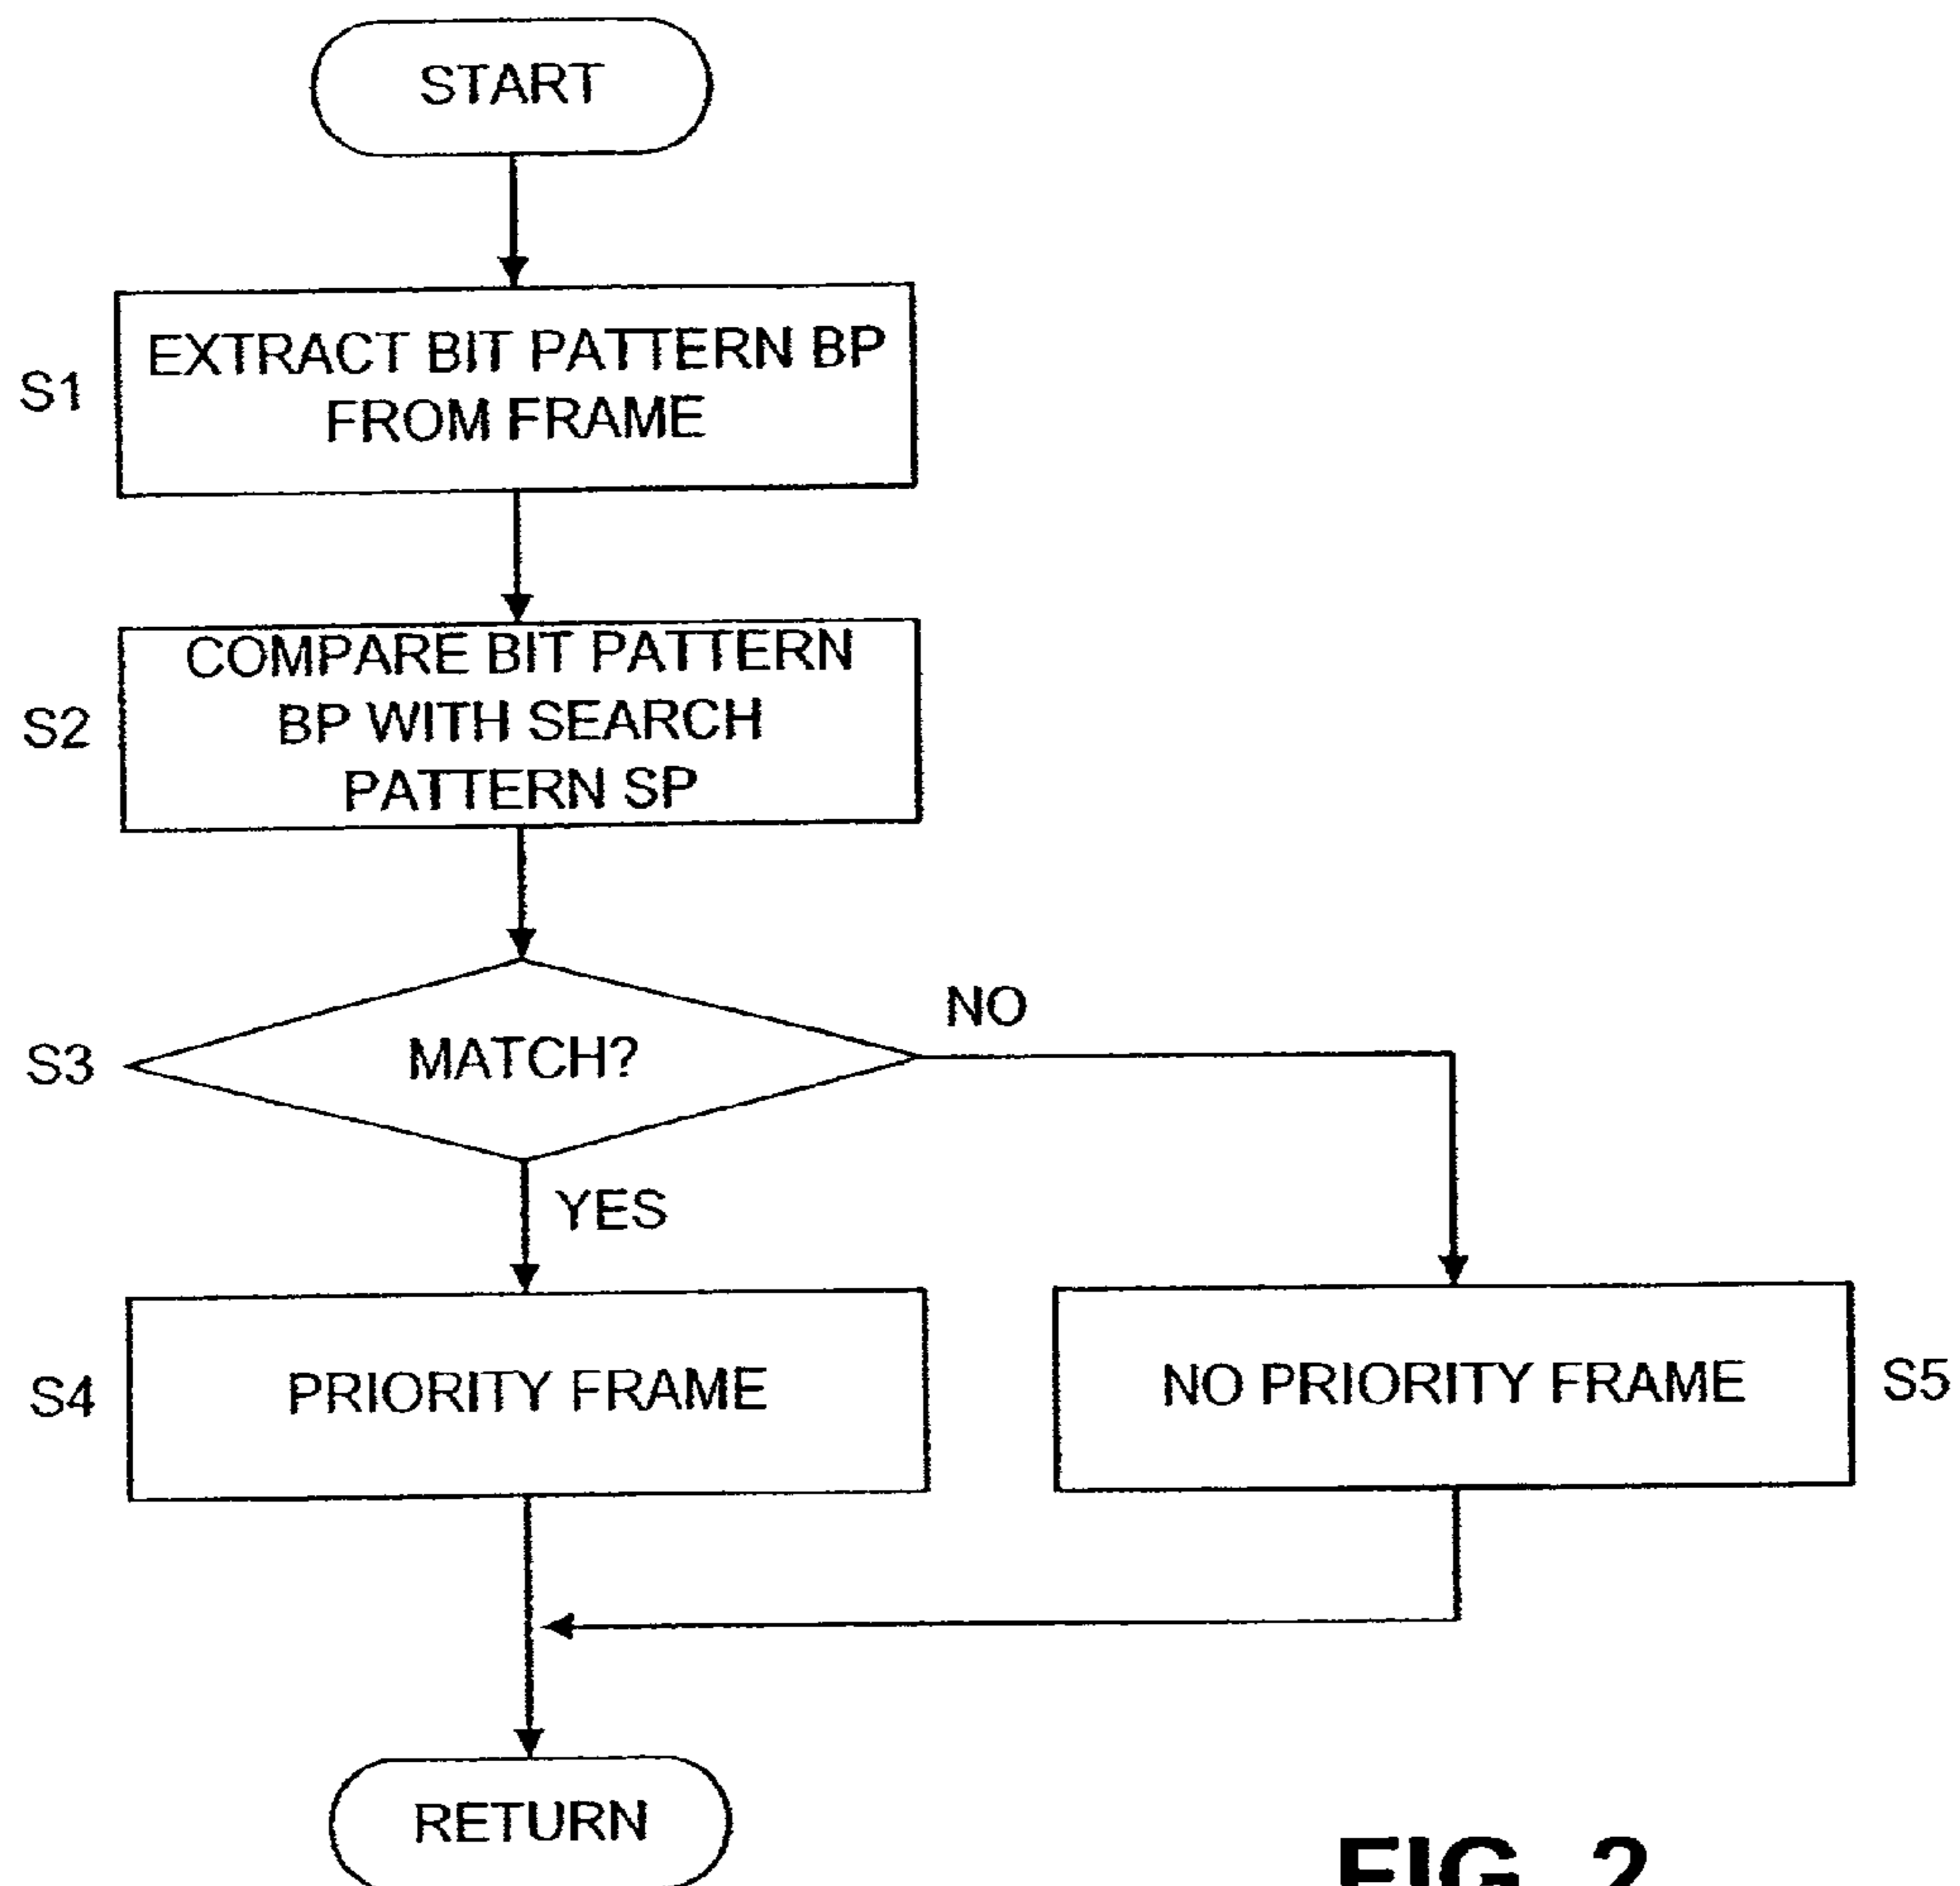 START
S1
EXTRACT BIT PATTERN BP
FROM FRAME
S2
COMPARE BIT PATTERN
BP WITH SEARCH
PATTERN SP
NO
S3
MATCH?
YES
S4
PRIORITY FRAME
NO PRIORITY FRAME
S5
RETURN
FIG. 2